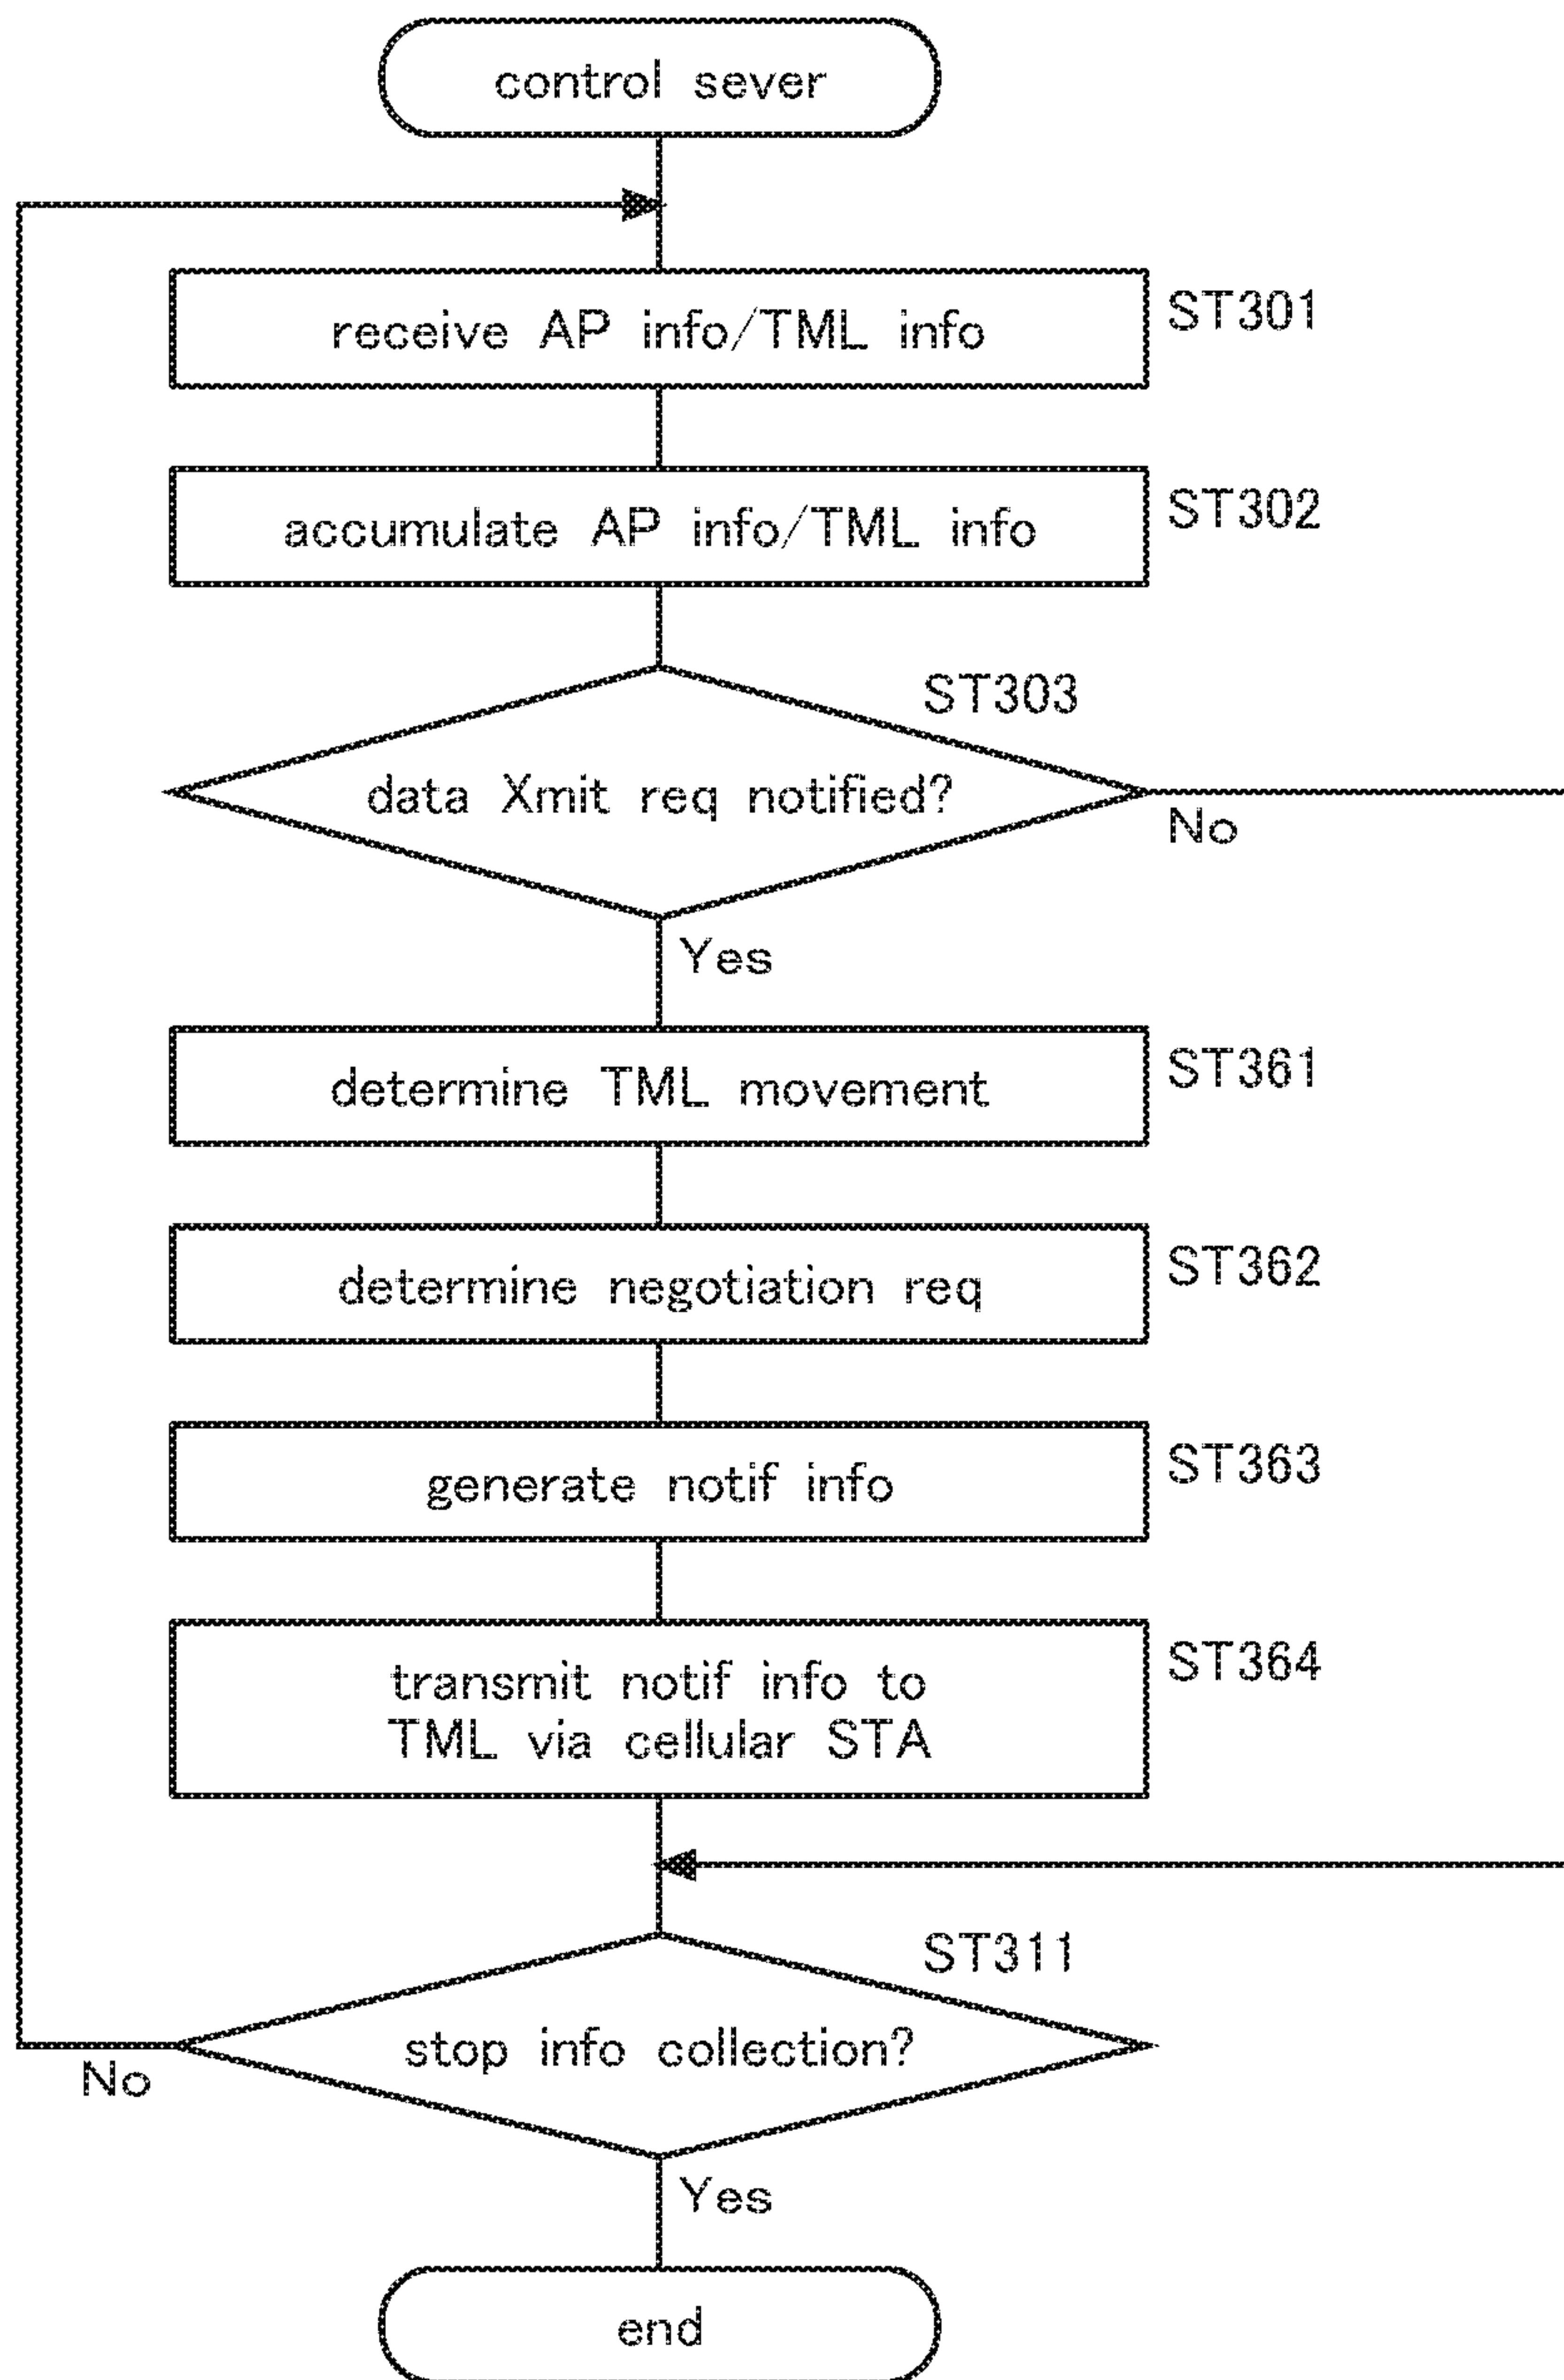 control sever
receive AP info/TML info
ST301
accumulate AP info/TML info
ST302
ST303
data Xmit req notified?
No
Yes
determine TML movement
ST361
determine negotiation req
ST362
generate notif info
ST363
transmit notif info to
TML via cellular STA
ST364
ST311
stop info collection?
No
Yes
end